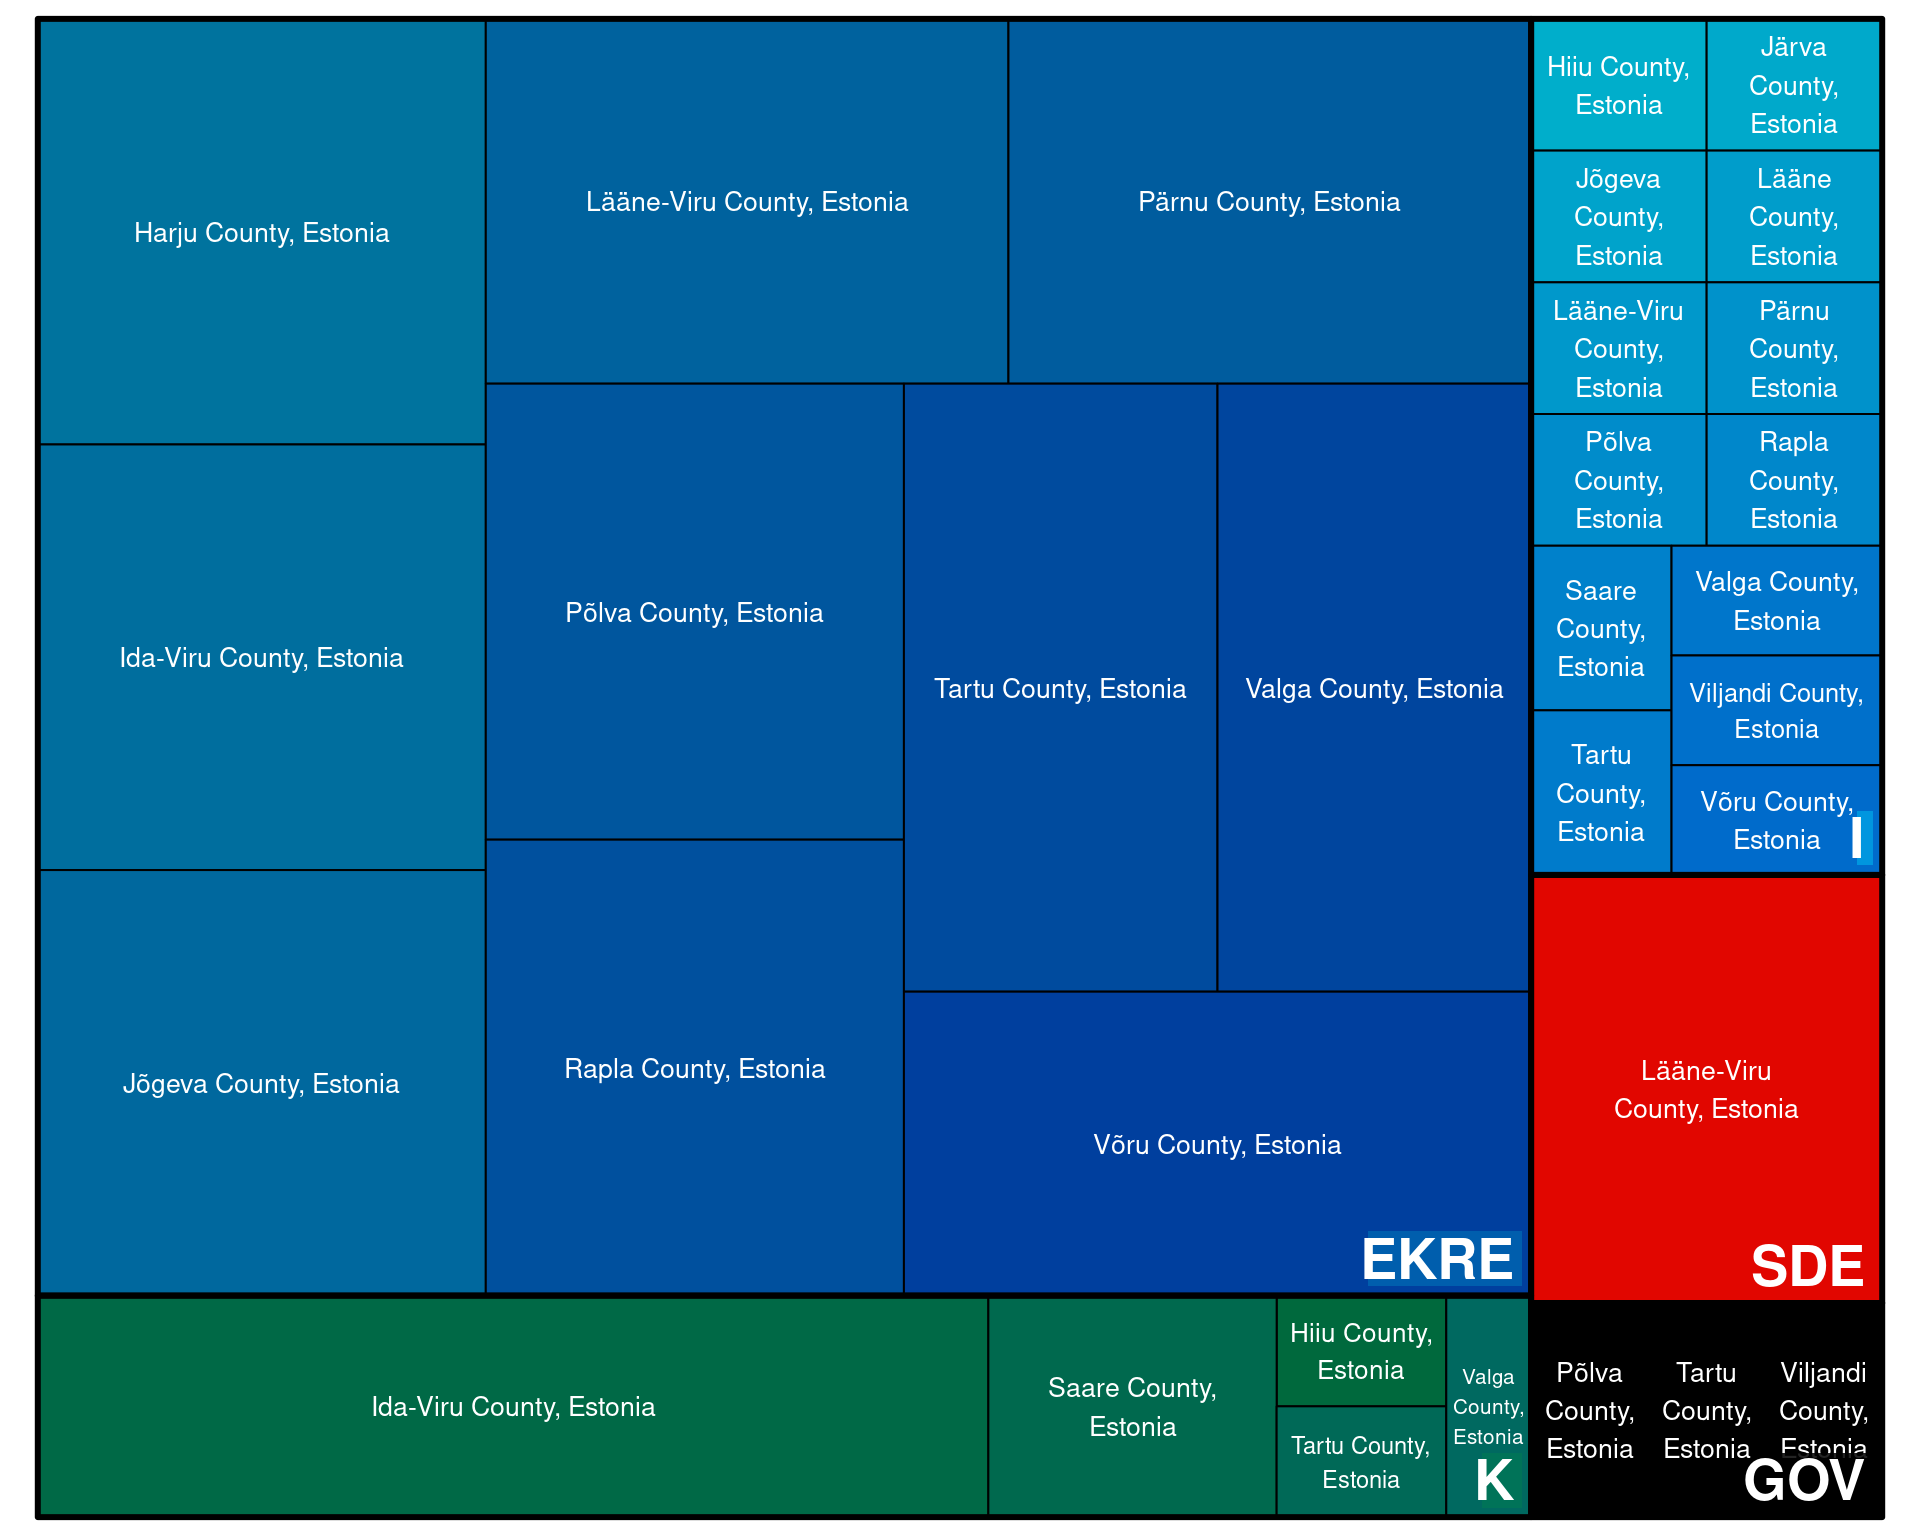 Harju County, Estonia
Ida-Viru County, Estonia
Jõgeva County, Estonia
Lääne-Viru County, Estonia
Pärnu County, Estonia
Põlva County, Estonia
Rapla County, Estonia
Tartu County, Estonia
Valga County, Estonia
Võru County, Estonia
EKRE
Hiiu County,
Estonia
Järva
County,
Estonia
Jõgeva
County,
Estonia
Lääne
County,
Estonia
Lääne-Viru
County,
Estonia
Pärnu
County,
Estonia
Põlva
County,
Estonia
Rapla
County,
Estonia
Saare
County,
Estonia
Tartu
County,
Estonia
Valga County,
Estonia
Viljandi County,
Estonia
Võru County,
Estonia
I
Lääne-Viru
County, Estonia
SDE
Ida-Viru County, Estonia
Saare County,
Estonia
Hiiu County,
Estonia
Tartu County,
Estonia
Valga
County,
Estonia
K
Põlva
County,
Estonia
Tartu
County,
Estonia
Viljandi
County,
Estonia
GOV